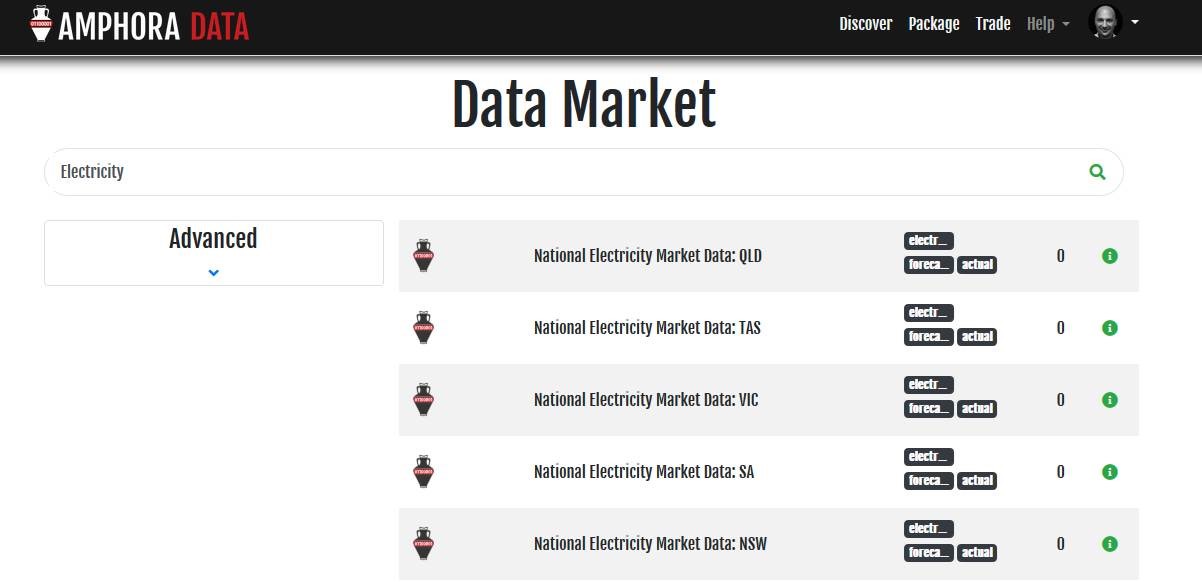 AMPHORA DATA
Discover Package Trade Help
Data Market
Electricity
Advanced
National Electricity Market Data: QLD electr... 0
foreca... actual
National Electricity Market Data: TAS electr... 0
foreca... actual
National Electricity Market Data: VIC electr... 0
foreca... actual
National Electricity Market Data: SA electr... 0
foreca... actual
National Electricity Market Data: NSW electr... 0
foreca... actual